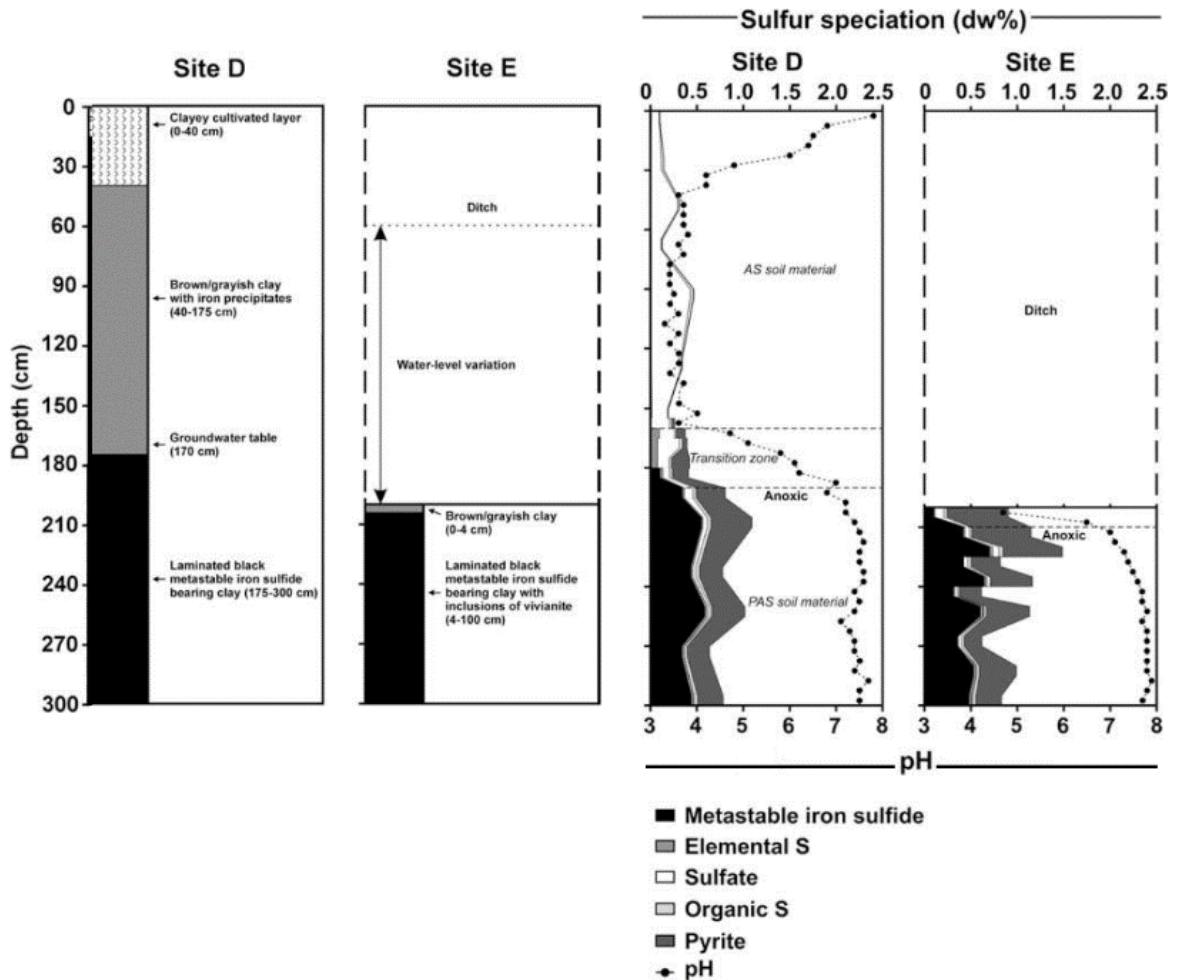 Sulfur speciation (dw%)
Site D
Site E
Site D
Site E
0 0.5 1.0 1.5 2.0 2.5
0 0.5 1.0 1.5 2.0 2.5
Depth (cm)
0
30
60
90
120
150
180
210
240
270
300
Clayey cultivated layer
(0-40 cm)
Brown/grayish clay
with iron precipitates
(40-175 cm)
Groundwater table
(170 cm)
Laminated black
metastable iron sulfide
bearing clay (175-300 cm)
Ditch
Water-level variation
Brown/grayish clay
(0-4 cm)
Laminated black
metastable iron sulfide
bearing clay with
inclusions of vivianite
(4-100 cm)
AS soil material
Transition zone
Anoxic
PAS soil material
Ditch
Anoxic
3 4 5 6 7 8
3 4 5 6 7 8
pH
Metastable iron sulfide
Elemental S
Sulfate
Organic S
Pyrite
pH